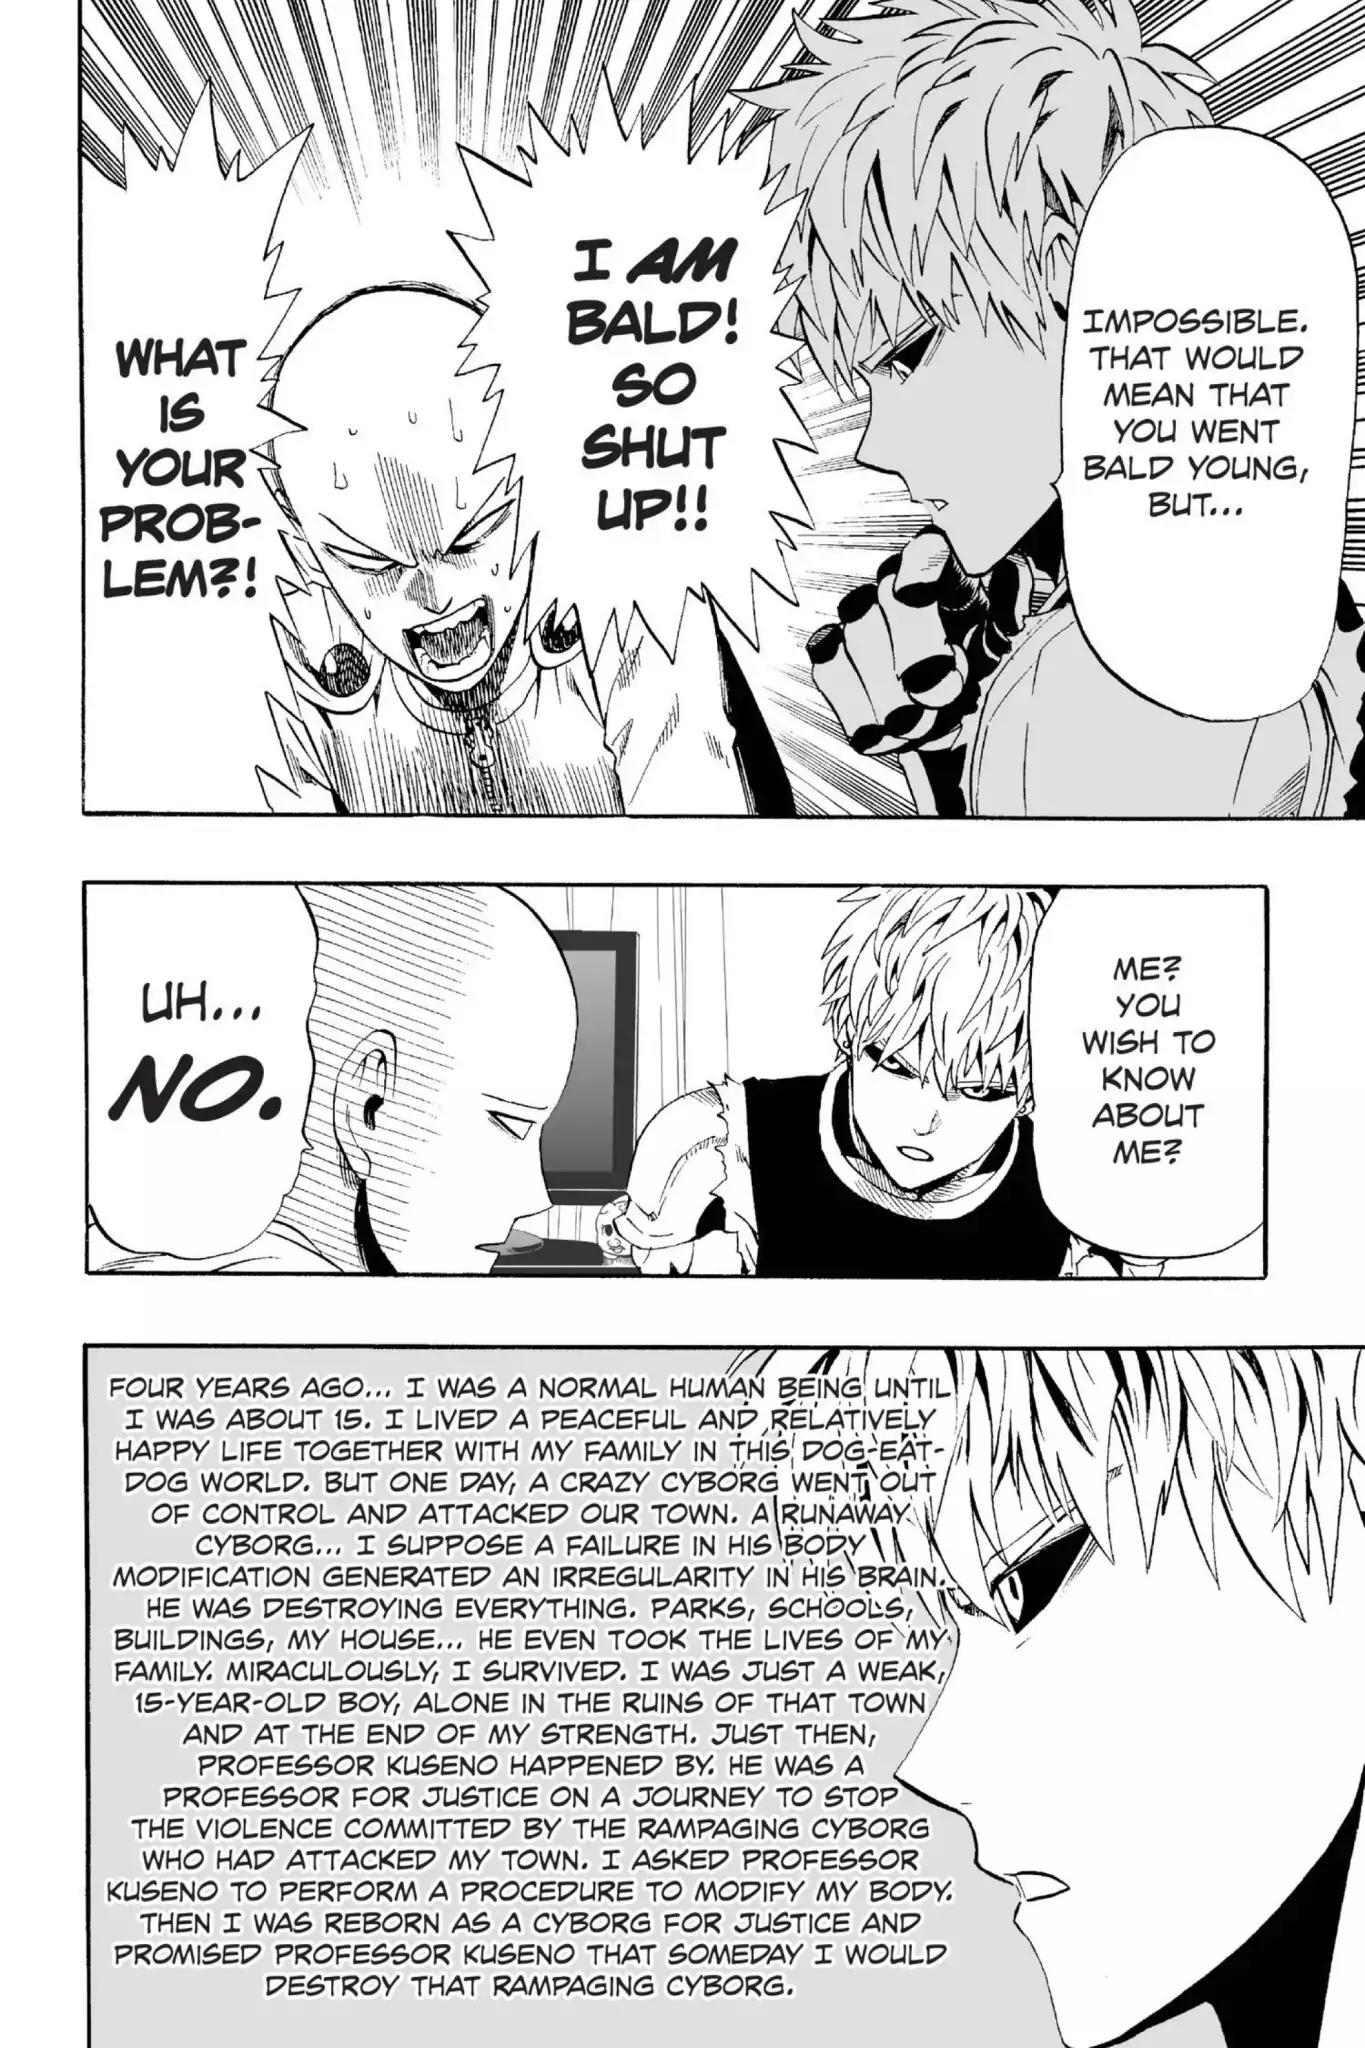 IMPOSSIBLE.
THAT WOULD
MEAN THAT
YOU WENT
BALD YOUNG,
BUT...
I AM
BALD!
SO
SHUT
UP!!
WHAT
IS
YOUR
PROB-
LEM?!
ME?
YOU
WISH TO
KNOW
ABOUT
ME?
UH...
NO.
FOUR YEARS AGO... I WAS A NORMAL HUMAN BEING UNTIL
I WAS ABOUT 15. I LIVED A PEACEFUL AND RELATIVELY
HAPPY LIFE TOGETHER WITH MY FAMILY IN THIS DOG-EAT-
DOG WORLD. BUT ONE DAY, A CRAZY CYBORG WENT OUT
OF CONTROL AND ATTACKED OUR TOWN. A RUNAWAY
CYBORG... I SUPPOSE A FAILURE IN HIS BODY
MODIFICATION GENERATED AN IRREGULARITY IN HIS BRAIN.
HE WAS DESTROYING EVERYTHING. PARKS, SCHOOLS,
BUILDINGS, MY HOUSE... HE EVEN TOOK THE LIVES OF MY
FAMILY. MIRACULOUSLY, I SURVIVED. I WAS JUST A WEAK,
15-YEAR-OLD BOY, ALONE IN THE RUINS OF THAT TOWN
AND AT THE END OF MY STRENGTH. JUST THEN,
PROFESSOR KUSENO HAPPENED BY. HE WAS A
PROFESSOR FOR JUSTICE ON A JOURNEY TO STOP
THE VIOLENCE COMMITTED BY THE RAMPAGING CYBORG
WHO HAD ATTACKED MY TOWN. I ASKED PROFESSOR
KUSENO TO PERFORM A PROCEDURE TO MODIFY MY BODY.
THEN I WAS REBORN AS A CYBORG FOR JUSTICE AND
PROMISED PROFESSOR KUSENO THAT SOMEDAY I WOULD
DESTROY THAT RAMPAGING CYBORG.